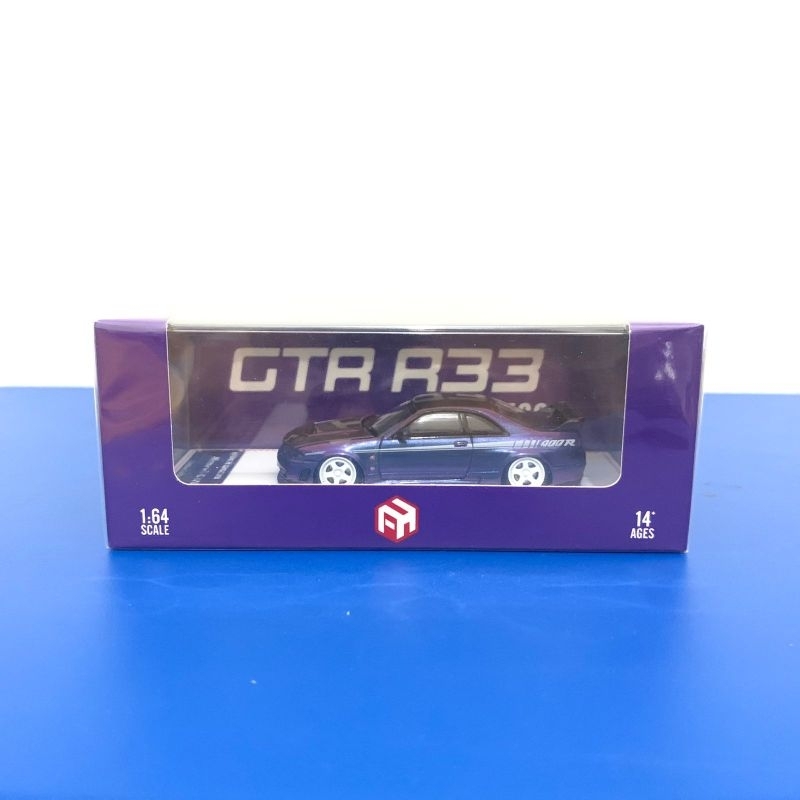 GTR R33
400R
1:64
SCALE
14+
AGES